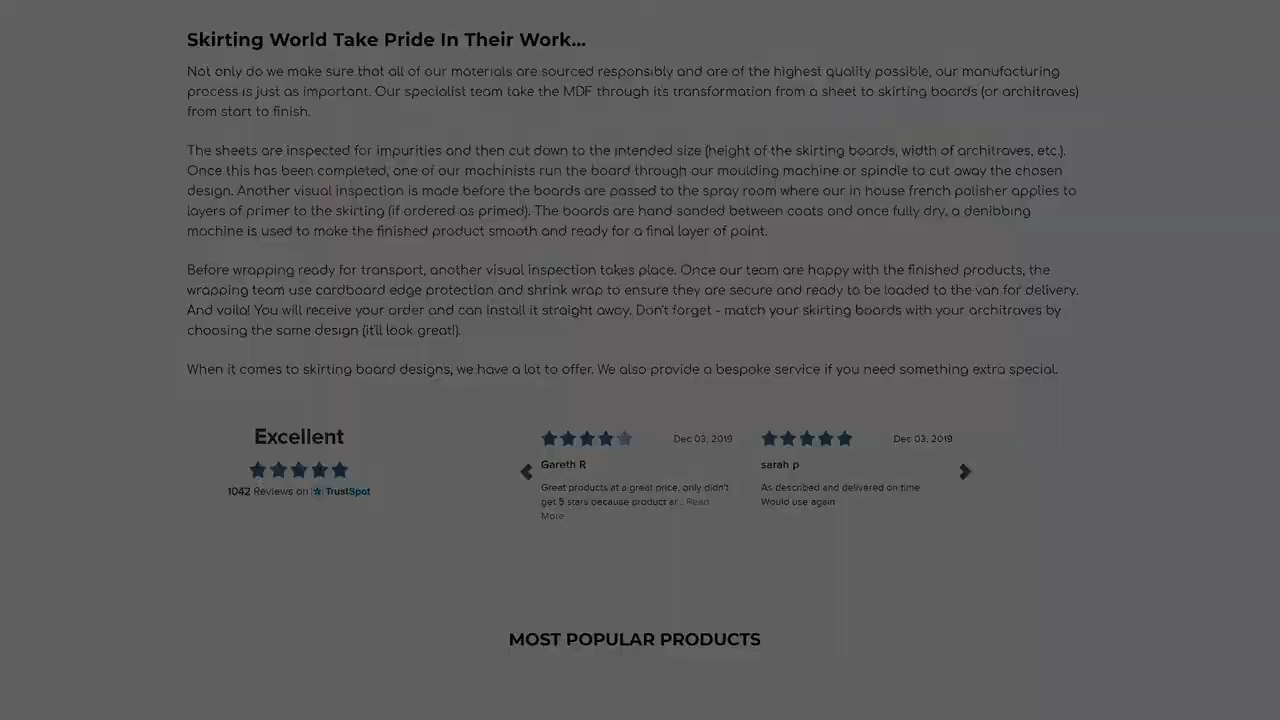 Skirting World Take Pride In Their Work...
Not only do we make sure that all of our materials are sourced responsibly and are of the highest quality possible, our manufacturing
process is just as important. Our specialist team take the MDF through it's transformation from a sheet to skirting boards (or architraves)
from start to finish.
The sheets are inspected for impurities and then cut down to the intended size (height of the skirting boards, width of architraves, etc.).
Once this has been completed, one of our machinists run the board through our moulding machine or spindle to cut away the chosen
design. Another visual inspection is made before the boards are passed to the spray room where our in house french polisher applies to
layers of primer to the skirting (if ordered as primed). The boards are hand sanded between coats and once fully dry, a denibbing
machine is used to make the finished product smooth and ready for a final layer of paint.
Before wrapping ready for transport, another visual inspection takes place. Once our team are happy with the finished products, the
wrapping team use cardboard edge protection and shrink wrap to ensure they are secure and ready to be loaded to the van for delivery.
And voila! You will receive your order and can install it straight away. Don't forget - match your skirting boards with your architraves by
choosing the same design (it'll look great!).
When it comes to skirting board designs, we have a lot to offer. We also provide a bespoke service if you need something extra special.
Excellent
1042 Reviews on TrustSpot
Dec 03, 2019
Gareth R
Great products at a great price, only didn't
get 5 stars because product ar... Read
More
Dec 03, 2019
sarah p
As described and delivered on time
Would use again
MOST POPULAR PRODUCTS